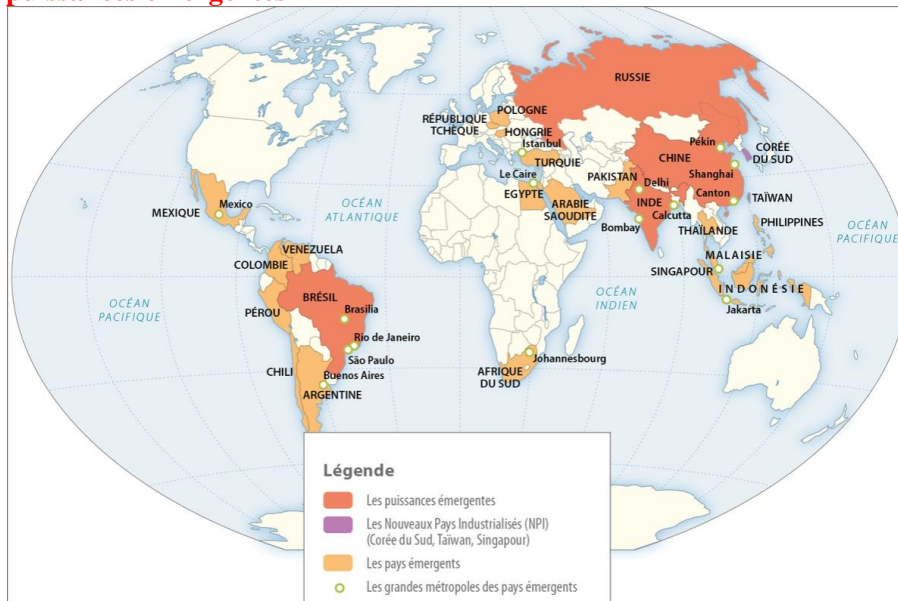 puissances émergentes
RUSSIE
POLOGNE
RÉPUBLIQUE
TCHÈQUE
HONGRIE
Istanbul
TURQUIE
Pékin
CORÉE
DU SUD
CHINE
Shanghai
Le Caire
PAKISTAN
Delhi
EGYPTE
ARABIE
SAOUDITE
INDE
Canton
TAÏWAN
Calcutta
Bombay
THAÏLANDE
PHILIPPINES
OCÉAN
PACIFIQUE
MEXIQUE
Mexico
OCÉAN
ATLANTIQUE
VENEZUELA
COLOMBIE
MALAISIE
SINGAPOUR
INDONÉSIE
Jakarta
OCÉAN
INDIEN
OCÉAN
PACIFIQUE
BRÉSIL
Brasilia
PÉROU
Rio de Janeiro
São Paulo
CHILI
Buenos Aires
ARGENTINE
Johannesbourg
AFRIQUE
DU SUD
Légende
Les puissances émergentes
Les Nouveaux Pays Industrialisés (NPI)
(Corée du Sud, Taïwan, Singapour)
Les pays émergents
Les grandes métropoles des pays émergents